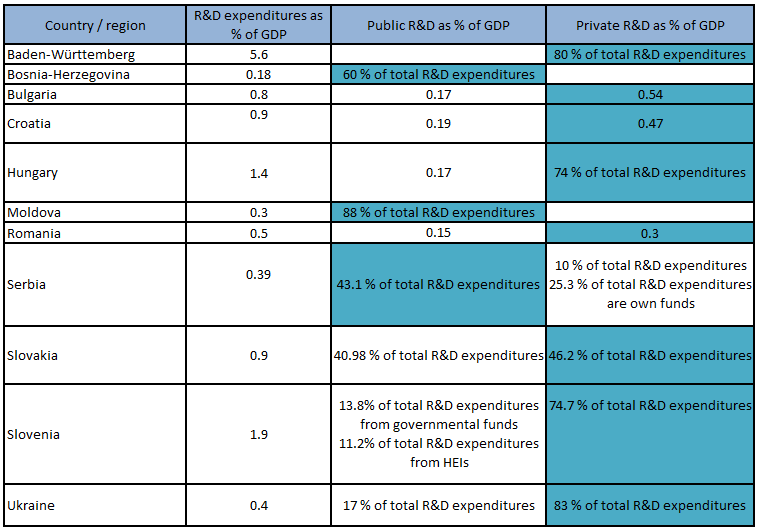 Country / region
R&D expenditures as
% of GDP
Public R&D as % of GDP
Private R&D as % of GDP
Baden-Württemberg
5.6
80 % of total R&D expenditures
Bosnia-Herzegovina
0.18
60 % of total R&D expenditures
Bulgaria
0.8
0.17
0.54
Croatia
0.9
0.19
0.47
Hungary
1.4
0.17
74 % of total R&D expenditures
Moldova
0.3
88 % of total R&D expenditures
Romania
0.5
0.15
0.3
Serbia
0.39
43.1 % of total R&D expenditures
10 % of total R&D expenditures
25.3 % of total R&D expenditures
are own funds
Slovakia
0.9
40.98 % of total R&D expenditures
46.2 % of total R&D expenditures
Slovenia
1.9
13.8% of total R&D expenditures
from governmental funds
11.2% of total R&D expenditures
from HEIs
74.7 % of total R&D expenditures
Ukraine
0.4
17 % of total R&D expenditures
83 % of total R&D expenditures